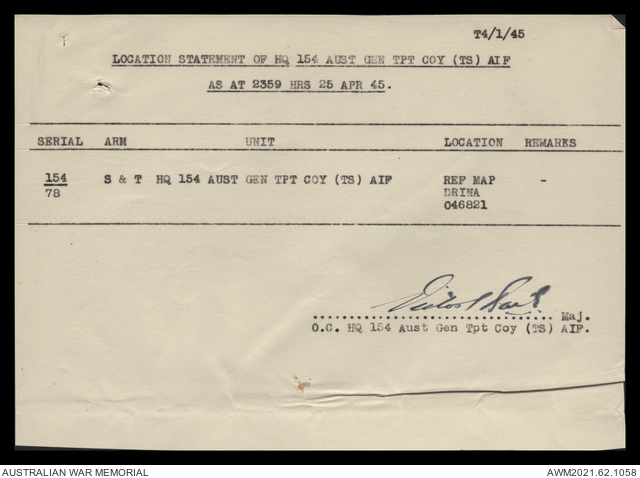 T4/1/45
LOCATION STATEMENT OF HQ 154 AUST GEN TPT COY (TS) AIF
AS AT 2359 HRS 25 APR 45.
SERIAL ARM UNIT LOCATION REMARKS
154 S & T HQ 154 AUST GEN TPT COY (TS) AIF REF MAP -
78 DRINA
046821
Victor
Maj.
O.C. HQ 154 Aust Gen Tpt Coy (TS) AIF.
AUSTRALIAN WAR MEMORIAL AWM2021.62.1058